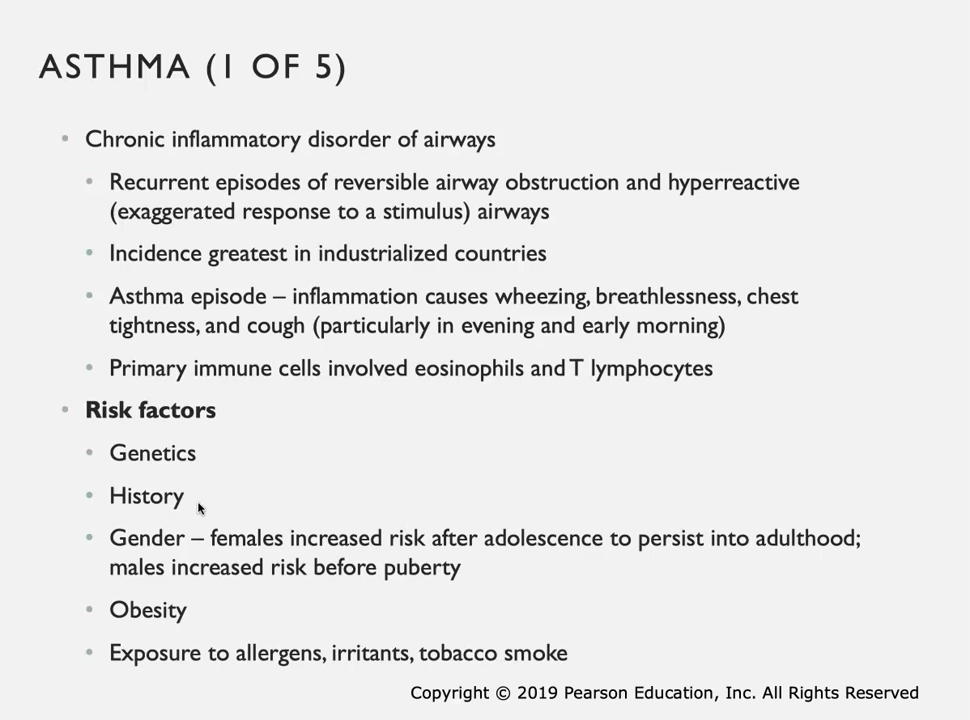 ASTHMA (1 OF 5)
• Chronic inflammatory disorder of airways
• Recurrent episodes of reversible airway obstruction and hyperreactive
(exaggerated response to a stimulus) airways
• Incidence greatest in industrialized countries
• Asthma episode – inflammation causes wheezing, breathlessness, chest
tightness, and cough (particularly in evening and early morning)
• Primary immune cells involved eosinophils and T lymphocytes
• Risk factors
• Genetics
• History
• Gender – females increased risk after adolescence to persist into adulthood;
males increased risk before puberty
• Obesity
• Exposure to allergens, irritants, tobacco smoke
Copyright © 2019 Pearson Education, Inc. All Rights Reserved